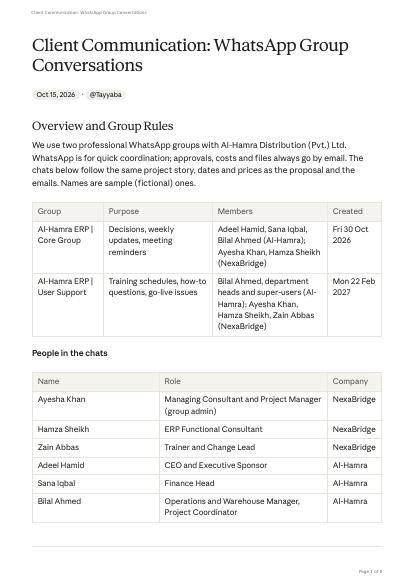 Client Communication: WhatsApp Group Conversations
Client Communication: WhatsApp Group
Conversations
Oct 15, 2026 · @Tayyaba
Overview and Group Rules
We use two professional WhatsApp groups with Al-Hamra Distribution (Pvt.) Ltd.
WhatsApp is for quick coordination; approvals, costs and files always go by email. The
chats below follow the same project story, dates and prices as the proposal and the
emails. Names are sample (fictional) ones.
Group Purpose Members Created
Al-Hamra ERP | Decisions, weekly Adeel Hamid, Sana Iqbal, Fri 30 Oct
Core Group updates, meeting Bilal Ahmed (Al-Hamra); 2026
reminders Ayesha Khan, Hamza Sheikh
(NexaBridge)
Al-Hamra ERP | Training schedules, how-to Bilal Ahmed, department Mon 22 Feb
User Support questions, go-live issues heads and super-users (Al- 2027
Hamra); Ayesha Khan,
Hamza Sheikh, Zain Abbas
(NexaBridge)
People in the chats
Name Role Company
Ayesha Khan Managing Consultant and Project Manager NexaBridge
(group admin)
Hamza Sheikh ERP Functional Consultant NexaBridge
Zain Abbas Trainer and Change Lead NexaBridge
Adeel Hamid CEO and Executive Sponsor Al-Hamra
Sana Iqbal Finance Head Al-Hamra
Bilal Ahmed Operations and Warehouse Manager, Al-Hamra
Project Coordinator
Page 1 of 8